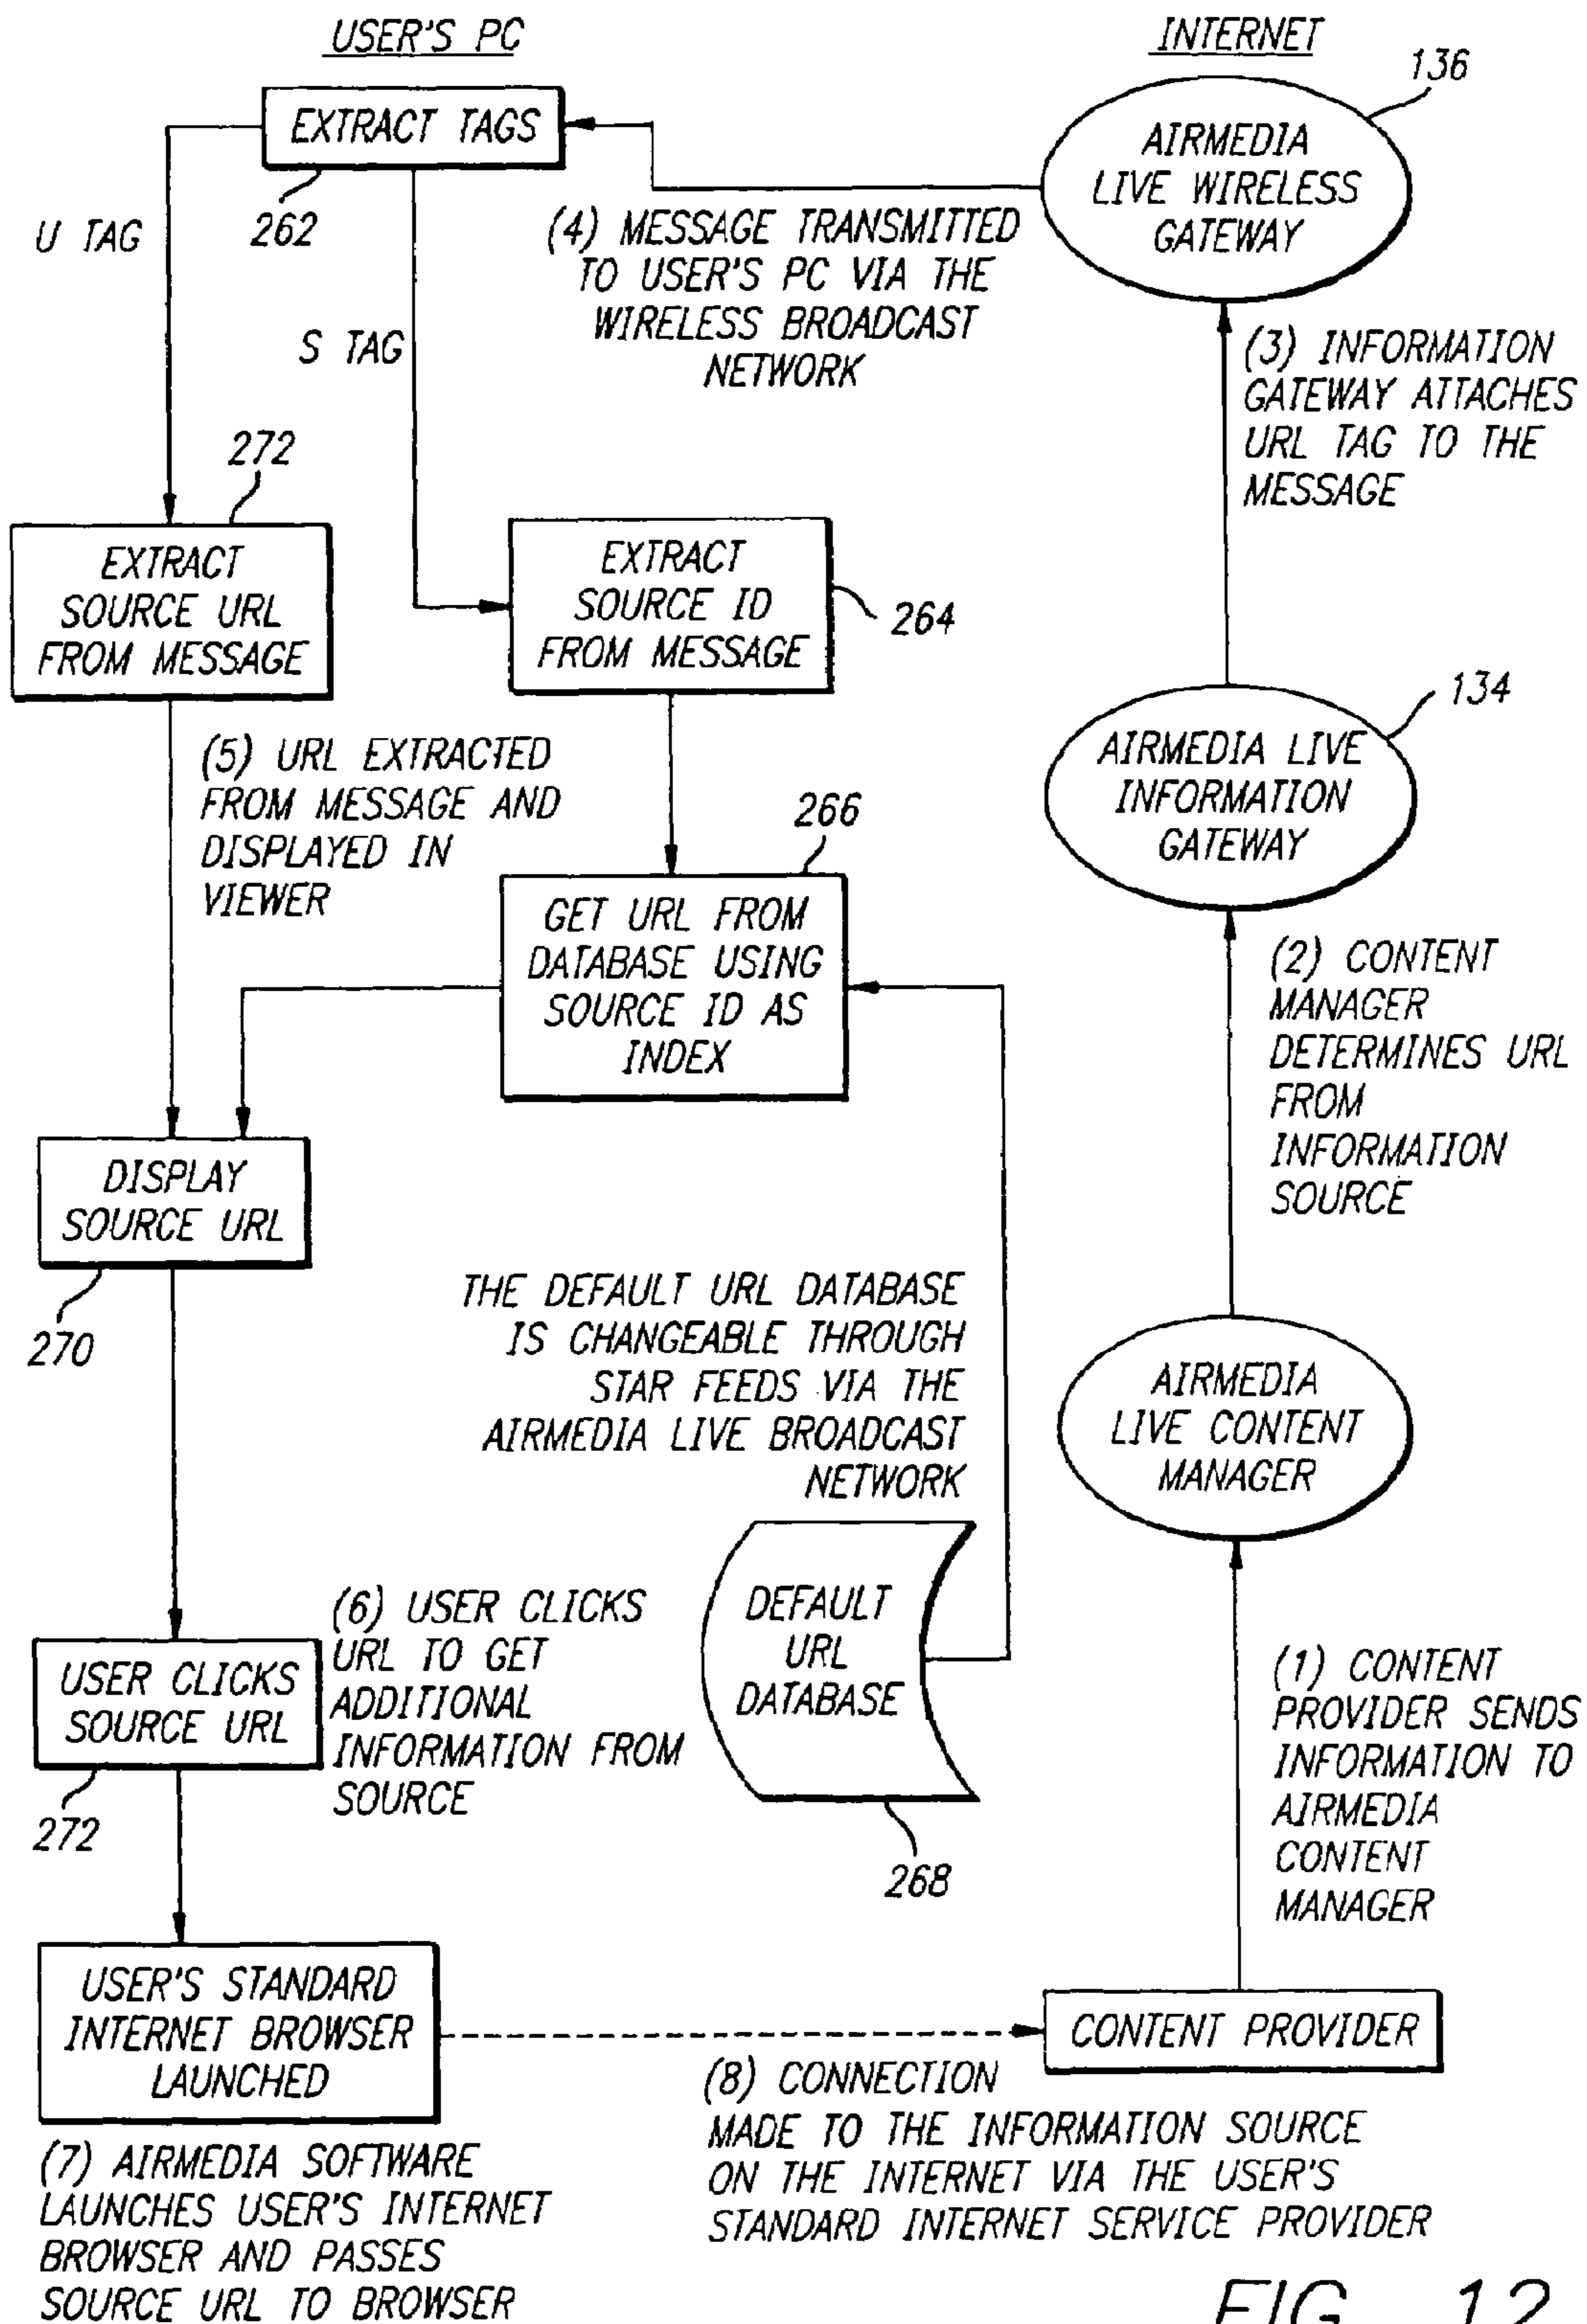 USER'S PC
INTERNET
136
EXTRACT TAGS
AIRMEDIA
LIVE WIRELESS
GATEWAY
262
U TAG
(4) MESSAGE TRANSMITTED
TO USER'S PC VIA THE
WIRELESS BROADCAST
NETWORK
S TAG
(3) INFORMATION
GATEWAY ATTACHES
URL TAG TO THE
MESSAGE
272
EXTRACT
SOURCE URL
FROM MESSAGE
EXTRACT
SOURCE ID
FROM MESSAGE
264
134
AIRMEDIA LIVE
INFORMATION
GATEWAY
(5) URL EXTRACTED
FROM MESSAGE AND
DISPLAYED IN
VIEWER
266
GET URL FROM
DATABASE USING
SOURCE ID AS
INDEX
(2) CONTENT
MANAGER
DETERMINES URL
FROM
INFORMATION
SOURCE
DISPLAY
SOURCE URL
270
THE DEFAULT URL DATABASE
IS CHANGEABLE THROUGH
STAR FEEDS VIA THE
AIRMEDIA LIVE BROADCAST
NETWORK
AIRMEDIA
LIVE CONTENT
MANAGER
DEFAULT
URL
DATABASE
268
(6) USER CLICKS
URL TO GET
ADDITIONAL
INFORMATION FROM
SOURCE
USER CLICKS
SOURCE URL
272
(1) CONTENT
PROVIDER SENDS
INFORMATION TO
AIRMEDIA
CONTENT
MANAGER
USER'S STANDARD
INTERNET BROWSER
LAUNCHED
CONTENT PROVIDER
(8) CONNECTION
MADE TO THE INFORMATION SOURCE
ON THE INTERNET VIA THE USER'S
STANDARD INTERNET SERVICE PROVIDER
(7) AIRMEDIA SOFTWARE
LAUNCHES USER'S INTERNET
BROWSER AND PASSES
SOURCE URL TO BROWSER
FIG. 12